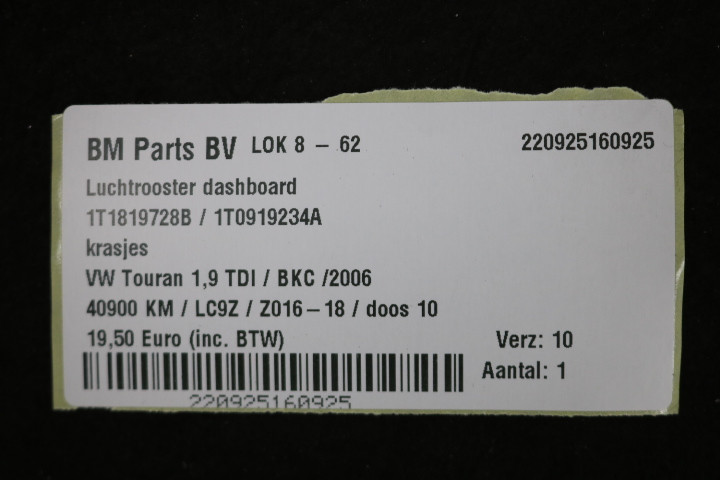 BM Parts BV LOK 8 – 62 220925160925
Luchtrooster dashboard
1T1819728B / 1T0919234A
krasjes
VW Touran 1,9 TDI / BKC /2006
40900 KM / LC9Z / Z016–18 / doos 10
19,50 Euro (inc. BTW) Verz: 10
Aantal: 1
220925160925